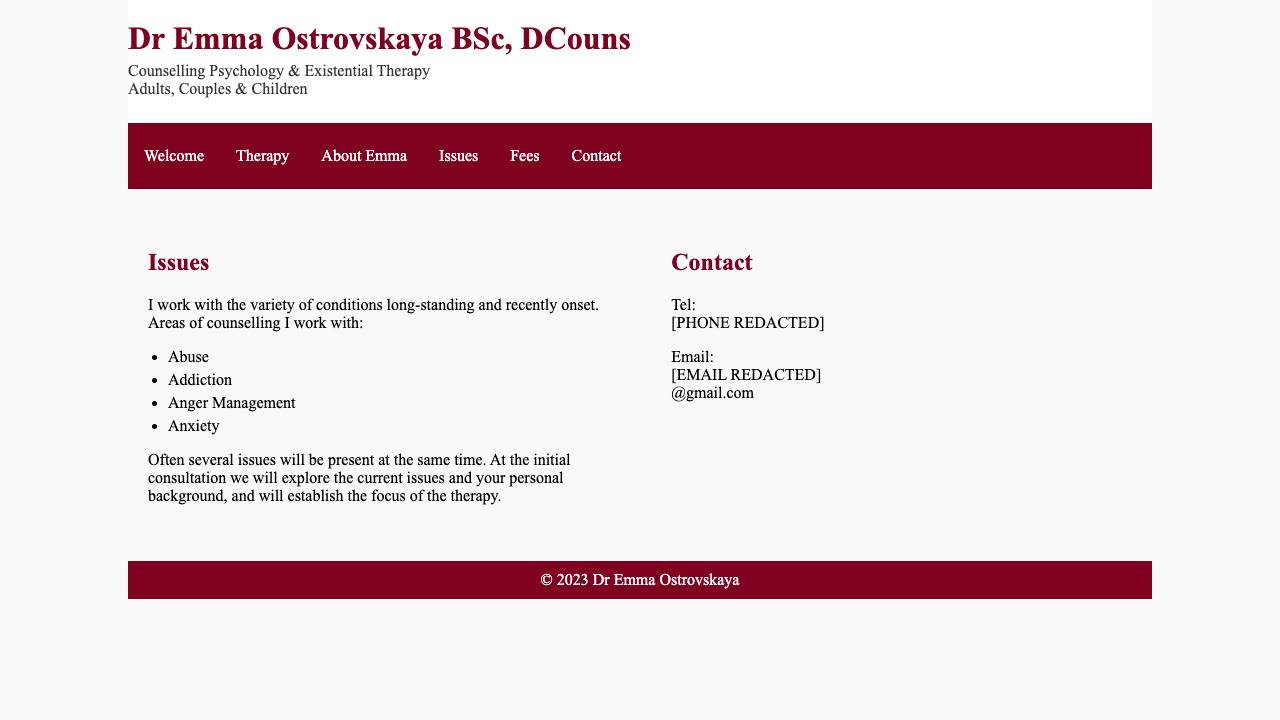 Dr Emma Ostrovskaya BSc, DCouns
Counselling Psychology & Existential Therapy
Adults, Couples & Children
Welcome Therapy About Emma Issues Fees Contact
Issues
I work with the variety of conditions long-standing and recently onset.
Areas of counselling I work with:
• Abuse
• Addiction
• Anger Management
• Anxiety
Often several issues will be present at the same time. At the initial
consultation we will explore the current issues and your personal
background, and will establish the focus of the therapy.
Contact
Tel:
[PHONE REDACTED]
Email:
[EMAIL REDACTED]
@gmail.com
© 2023 Dr Emma Ostrovskaya